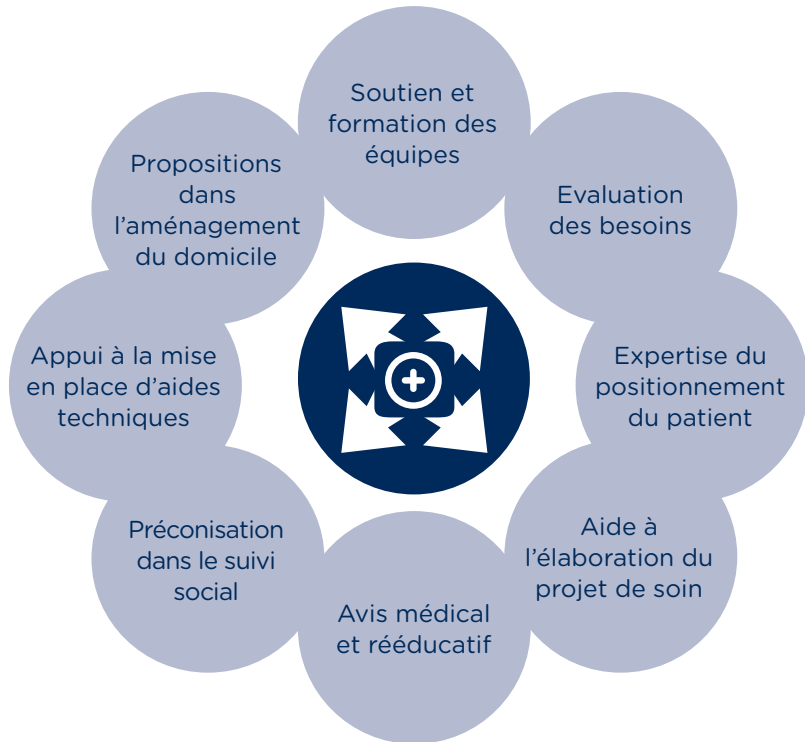 Soutien et
formation des
équipes
Evaluation
des besoins
Expertise du
positionnement
du patient
Aide à
l’élaboration du
projet de soin
Avis médical
et rééducatif
Préconisation
dans le suivi
social
Appui à la mise
en place d’aides
techniques
Propositions
dans
l’aménagement
du domicile